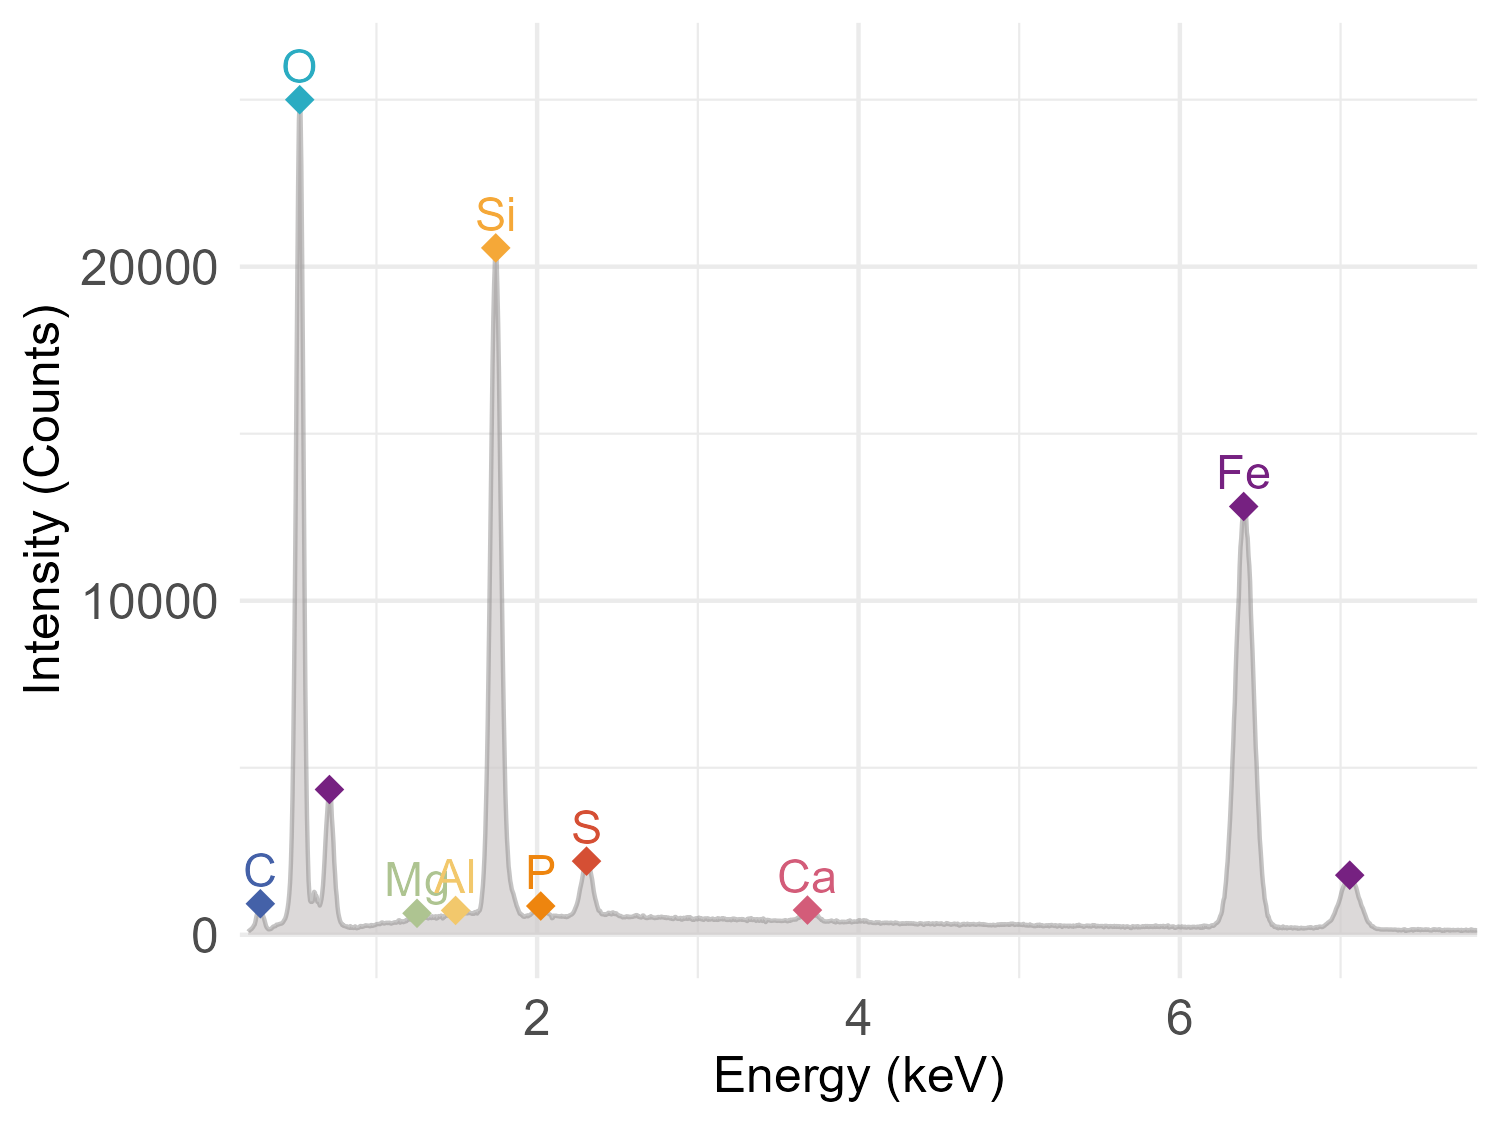 O
Si
20000
Fe
10000
S
C
Mg
Al
P
Ca
0
2
4
6
Energy (keV)
Intensity (Counts)